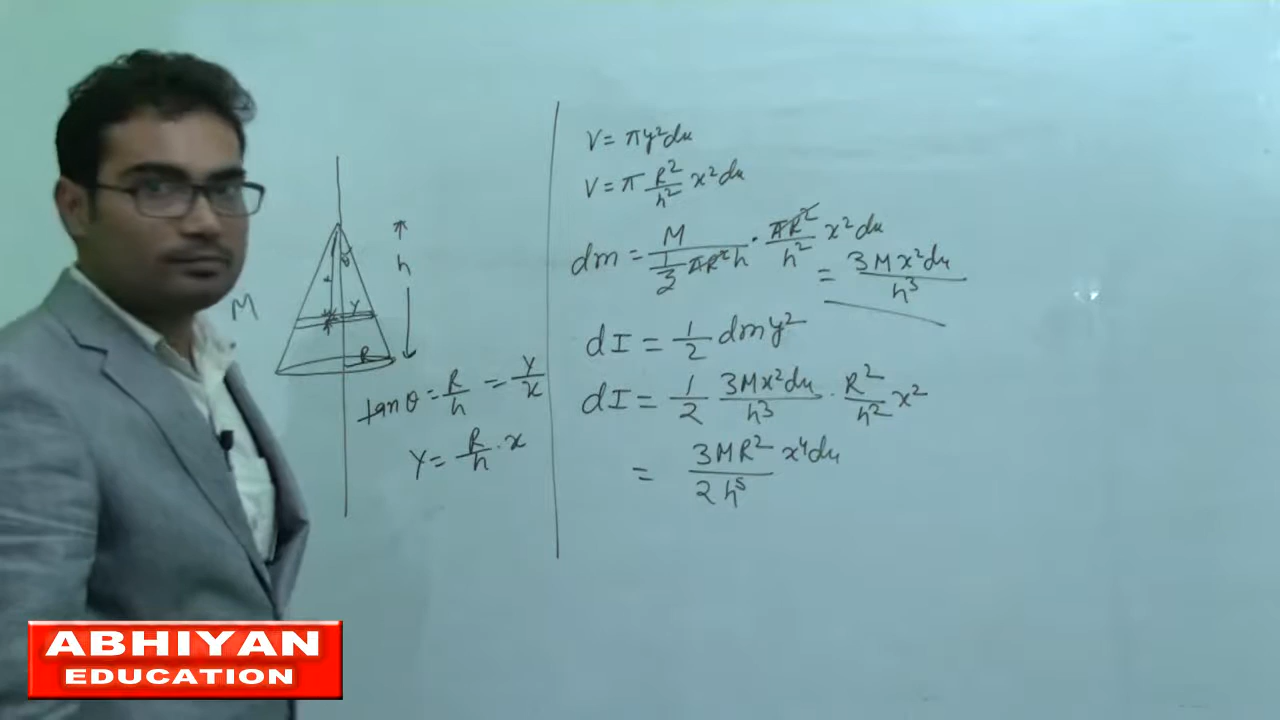 M
h
x
y
R
θ
tan θ = R/h = y/x
y = R/h · x
V = πy²dx
V = π R²/h² x²dx
dm = M/(1/3 πR²h) · πR²/h² x²dx
= 3Mx²dx/h³
dI = 1/2 dm y²
dI = 1/2 3Mx²dx/h³ · R²/h² x²
= 3MR²/2h⁵ x⁴dx
ABHIYAN
EDUCATION